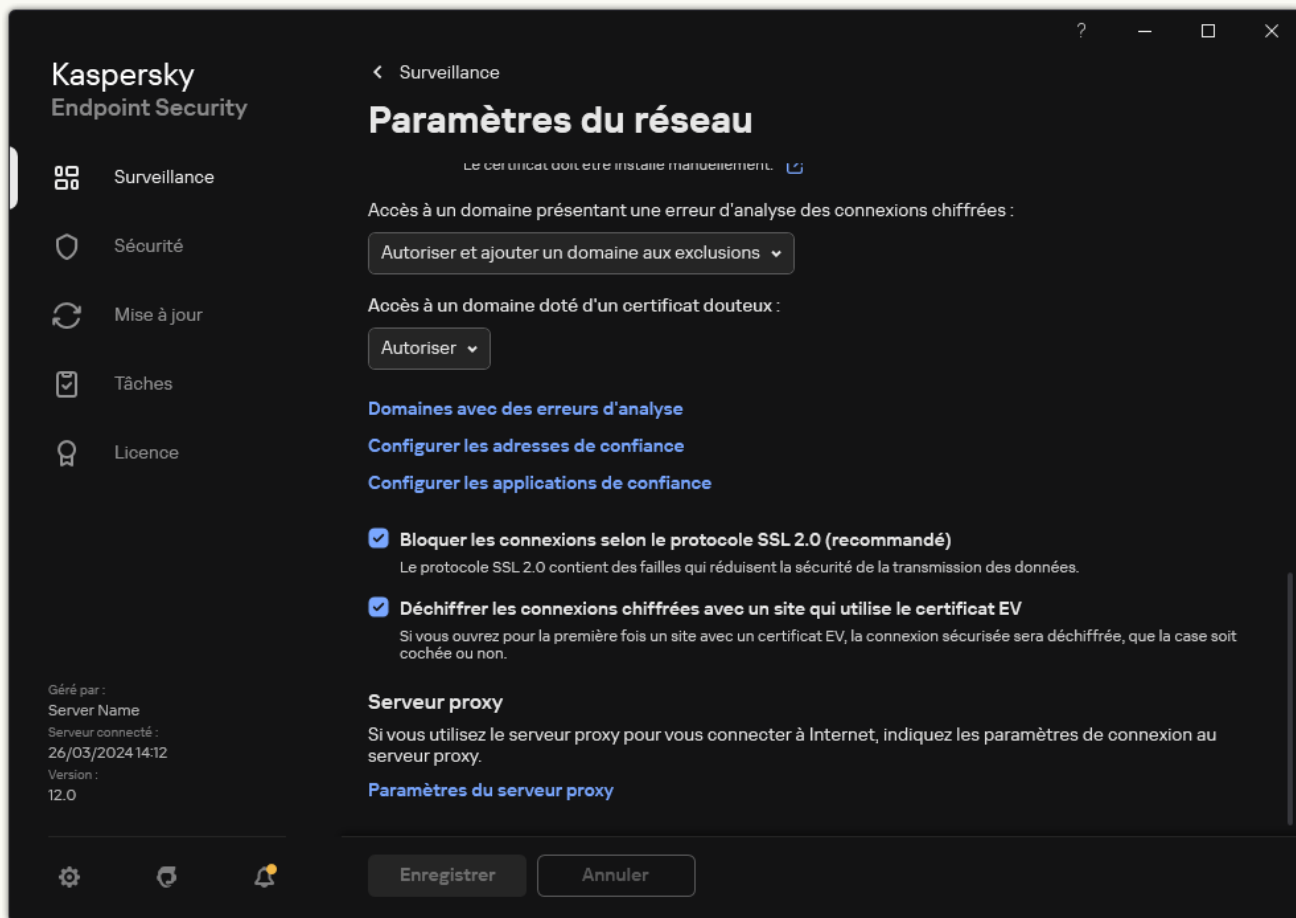 ?
Kaspersky
Endpoint Security
Surveillance
Sécurité
Mise à jour
Tâches
Licence
Géré par :
Server Name
Serveur connecté :
26/03/2024 14:12
Version :
12.0
Surveillance
Paramètres du réseau
Le certificat doit être installé manuellement.
Accès à un domaine présentant une erreur d'analyse des connexions chiffrées :
Autoriser et ajouter un domaine aux exclusions
Accès à un domaine doté d'un certificat douteux :
Autoriser
Domaines avec des erreurs d'analyse
Configurer les adresses de confiance
Configurer les applications de confiance
Bloquer les connexions selon le protocole SSL 2.0 (recommandé)
Le protocole SSL 2.0 contient des failles qui réduisent la sécurité de la transmission des données.
Déchiffrer les connexions chiffrées avec un site qui utilise le certificat EV
Si vous ouvrez pour la première fois un site avec un certificat EV, la connexion sécurisée sera déchiffrée, que la case soit
cochée ou non.
Serveur proxy
Si vous utilisez le serveur proxy pour vous connecter à Internet, indiquez les paramètres de connexion au
serveur proxy.
Paramètres du serveur proxy
Enregistrer
Annuler